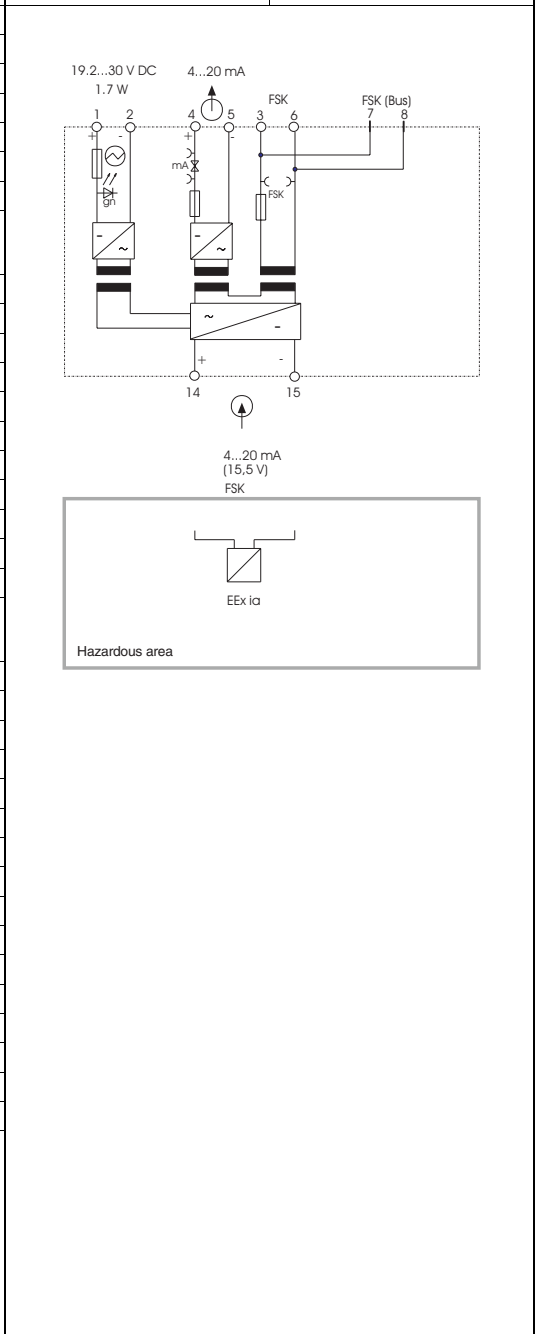 19.2...30 V DC
1.7 W
4...20 mA
FSK
FSK (Bus)
1 2 4 5 3 6 7 8
+ - + -
mA
gn
FSK
- ~ - ~
~ -
+ -
14 15
4...20 mA
(15,5 V)
FSK
EEx ia
Hazardous area